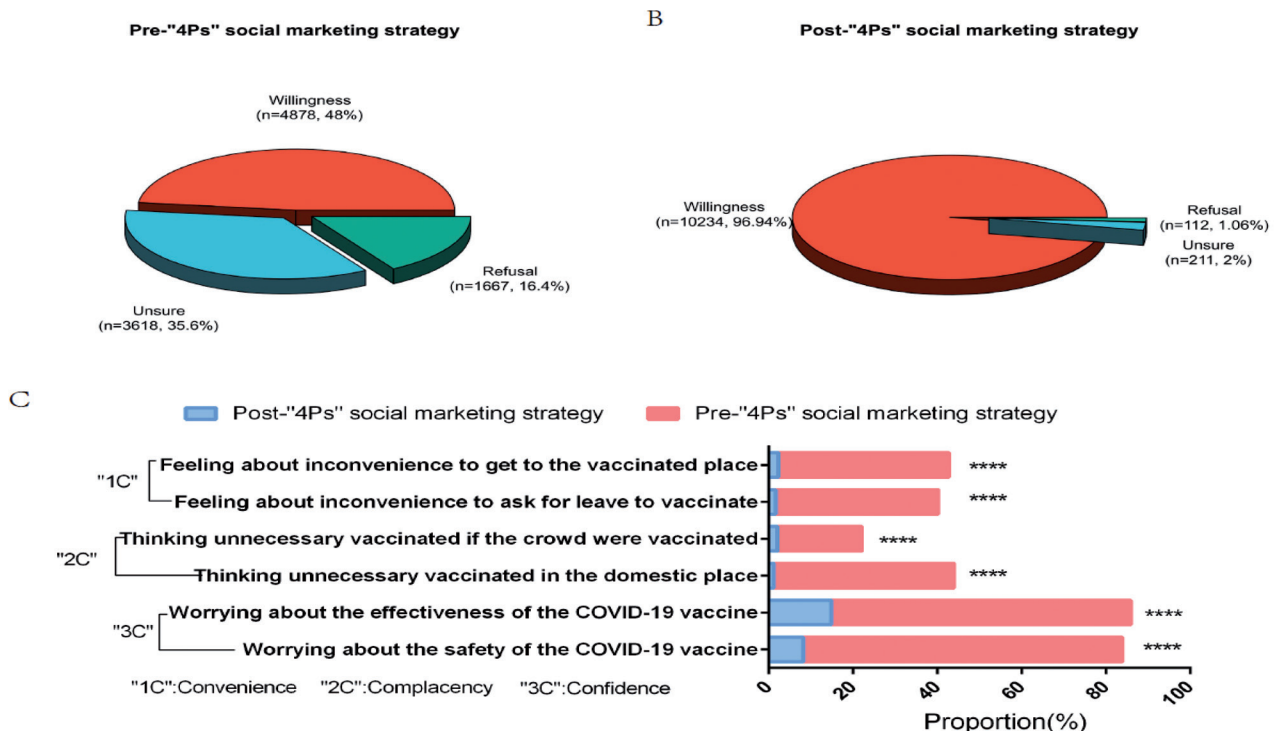 Pre-"4Ps" social marketing strategy
Willingness
(n=4878, 48%)
Refusal
(n=1667, 16.4%)
Unsure
(n=3618, 35.6%)
B
Post-"4Ps" social marketing strategy
Willingness
(n=10234, 96.94%)
Refusal
(n=112, 1.06%)
Unsure
(n=211, 2%)
C
Post-"4Ps" social marketing strategy
Pre-"4Ps" social marketing strategy
"1C"
Feeling about inconvenience to get to the vaccinated place
****
Feeling about inconvenience to ask for leave to vaccinate
****
"2C"
Thinking unnecessary vaccinated if the crowd were vaccinated
****
Thinking unnecessary vaccinated in the domestic place
****
"3C"
Worrying about the effectiveness of the COVID-19 vaccine
****
Worrying about the safety of the COVID-19 vaccine
****
0 20 40 60 80 100
Proportion(%)
"1C":Convenience "2C":Complacency "3C":Confidence